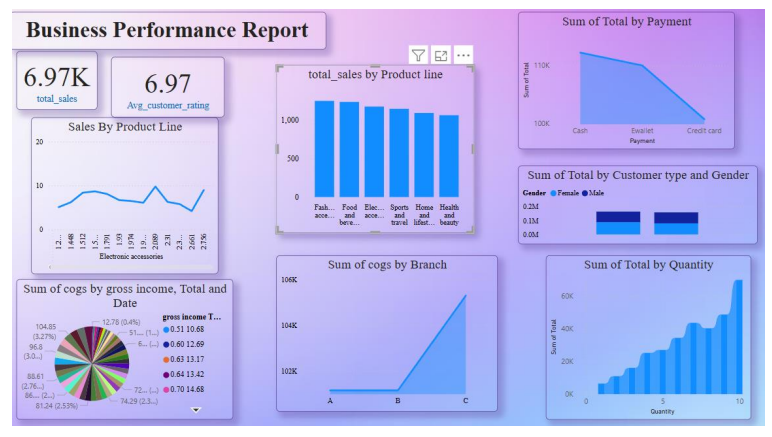 Business Performance Report
6.97K
total_sales
6.97
Avg_customer_rating
Sales By Product Line
20
10
0
1.2...
1.448
1.512
1.5...
1.791
1.93
1.974
1.9...
2.089
2.31
2.3...
2.661
2.756
Electronic accessories
Sum of cogs by gross income, Total and
Date
104.85
(3.27%)
96.8
(3.0...)
88.61
(2.76...)
86.... (2...)
81.24 (2.53%)
12.78 (0.4%)
51.... (1...)
6... (...)
72... (...)
74.29 (2.3...)
gross income T...
0.51 10.68
0.60 12.69
0.63 13.17
0.64 13.42
0.70 14.68
total_sales by Product line
1,000
500
0
Fash...
acce...
Food
and
beve...
Elec...
acce...
Sports
and
travel
Home
and
lifest...
Health
and
beauty
Sum of cogs by Branch
106K
104K
102K
A B C
Sum of Total by Payment
Sum of Total
110K
100K
Cash Ewallet Credit card
Payment
Sum of Total by Customer type and Gender
Gender Female Male
0.2M
0.1M
0.0M
Sum of Total by Quantity
Sum of Total
60K
40K
20K
0K
0 5 10
Quantity